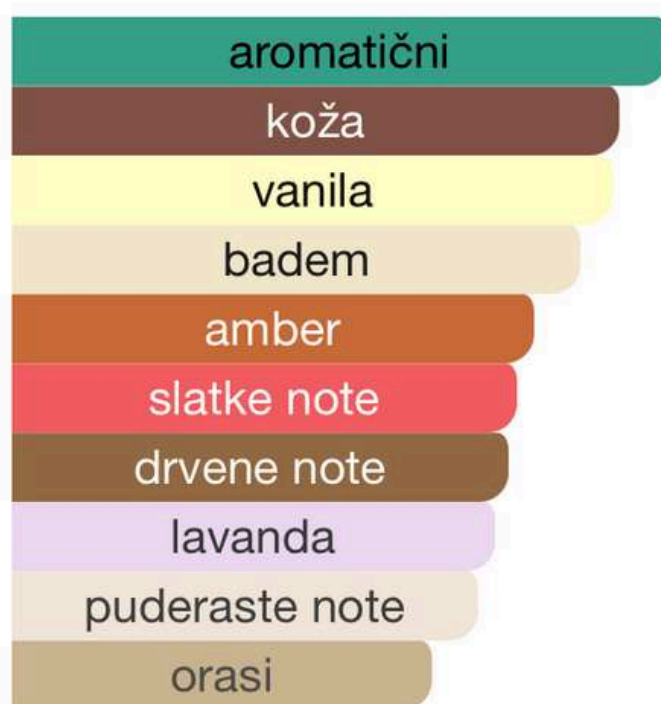 aromatični
koža
vanila
badem
amber
slatke note
drvene note
lavanda
puderaste note
orasi